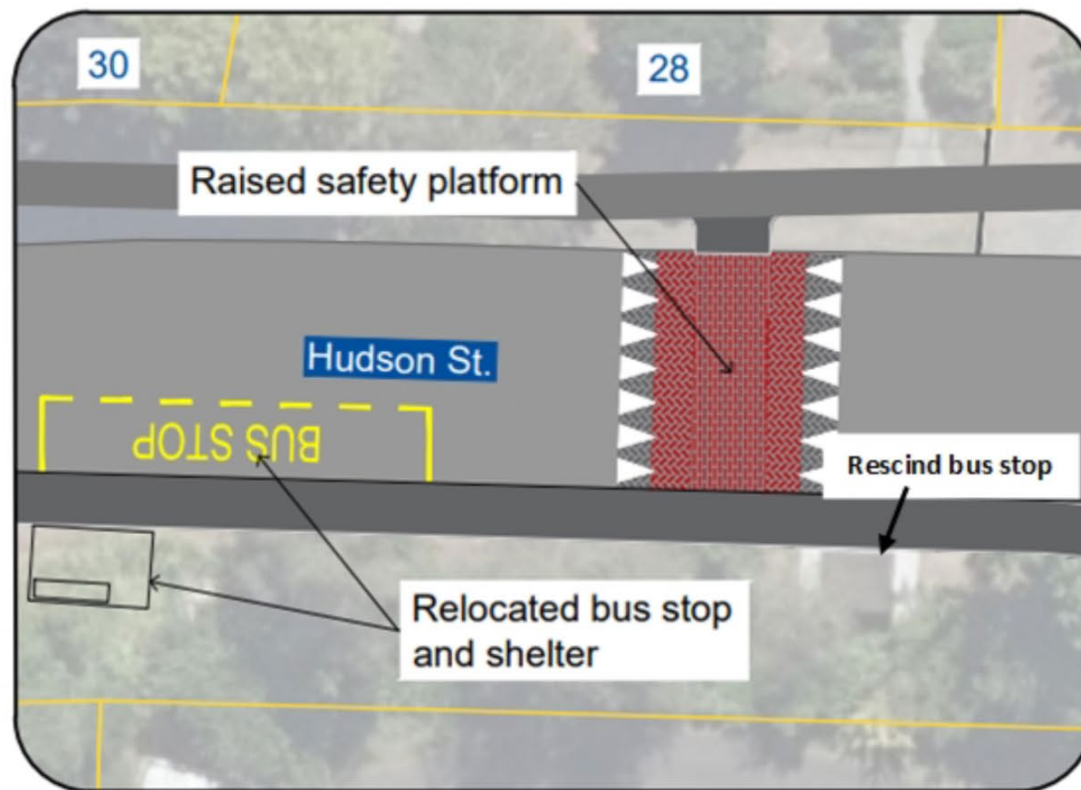 30
28
Raised safety platform
Hudson St.
BUS STOP
Rescind bus stop
Relocated bus stop
and shelter